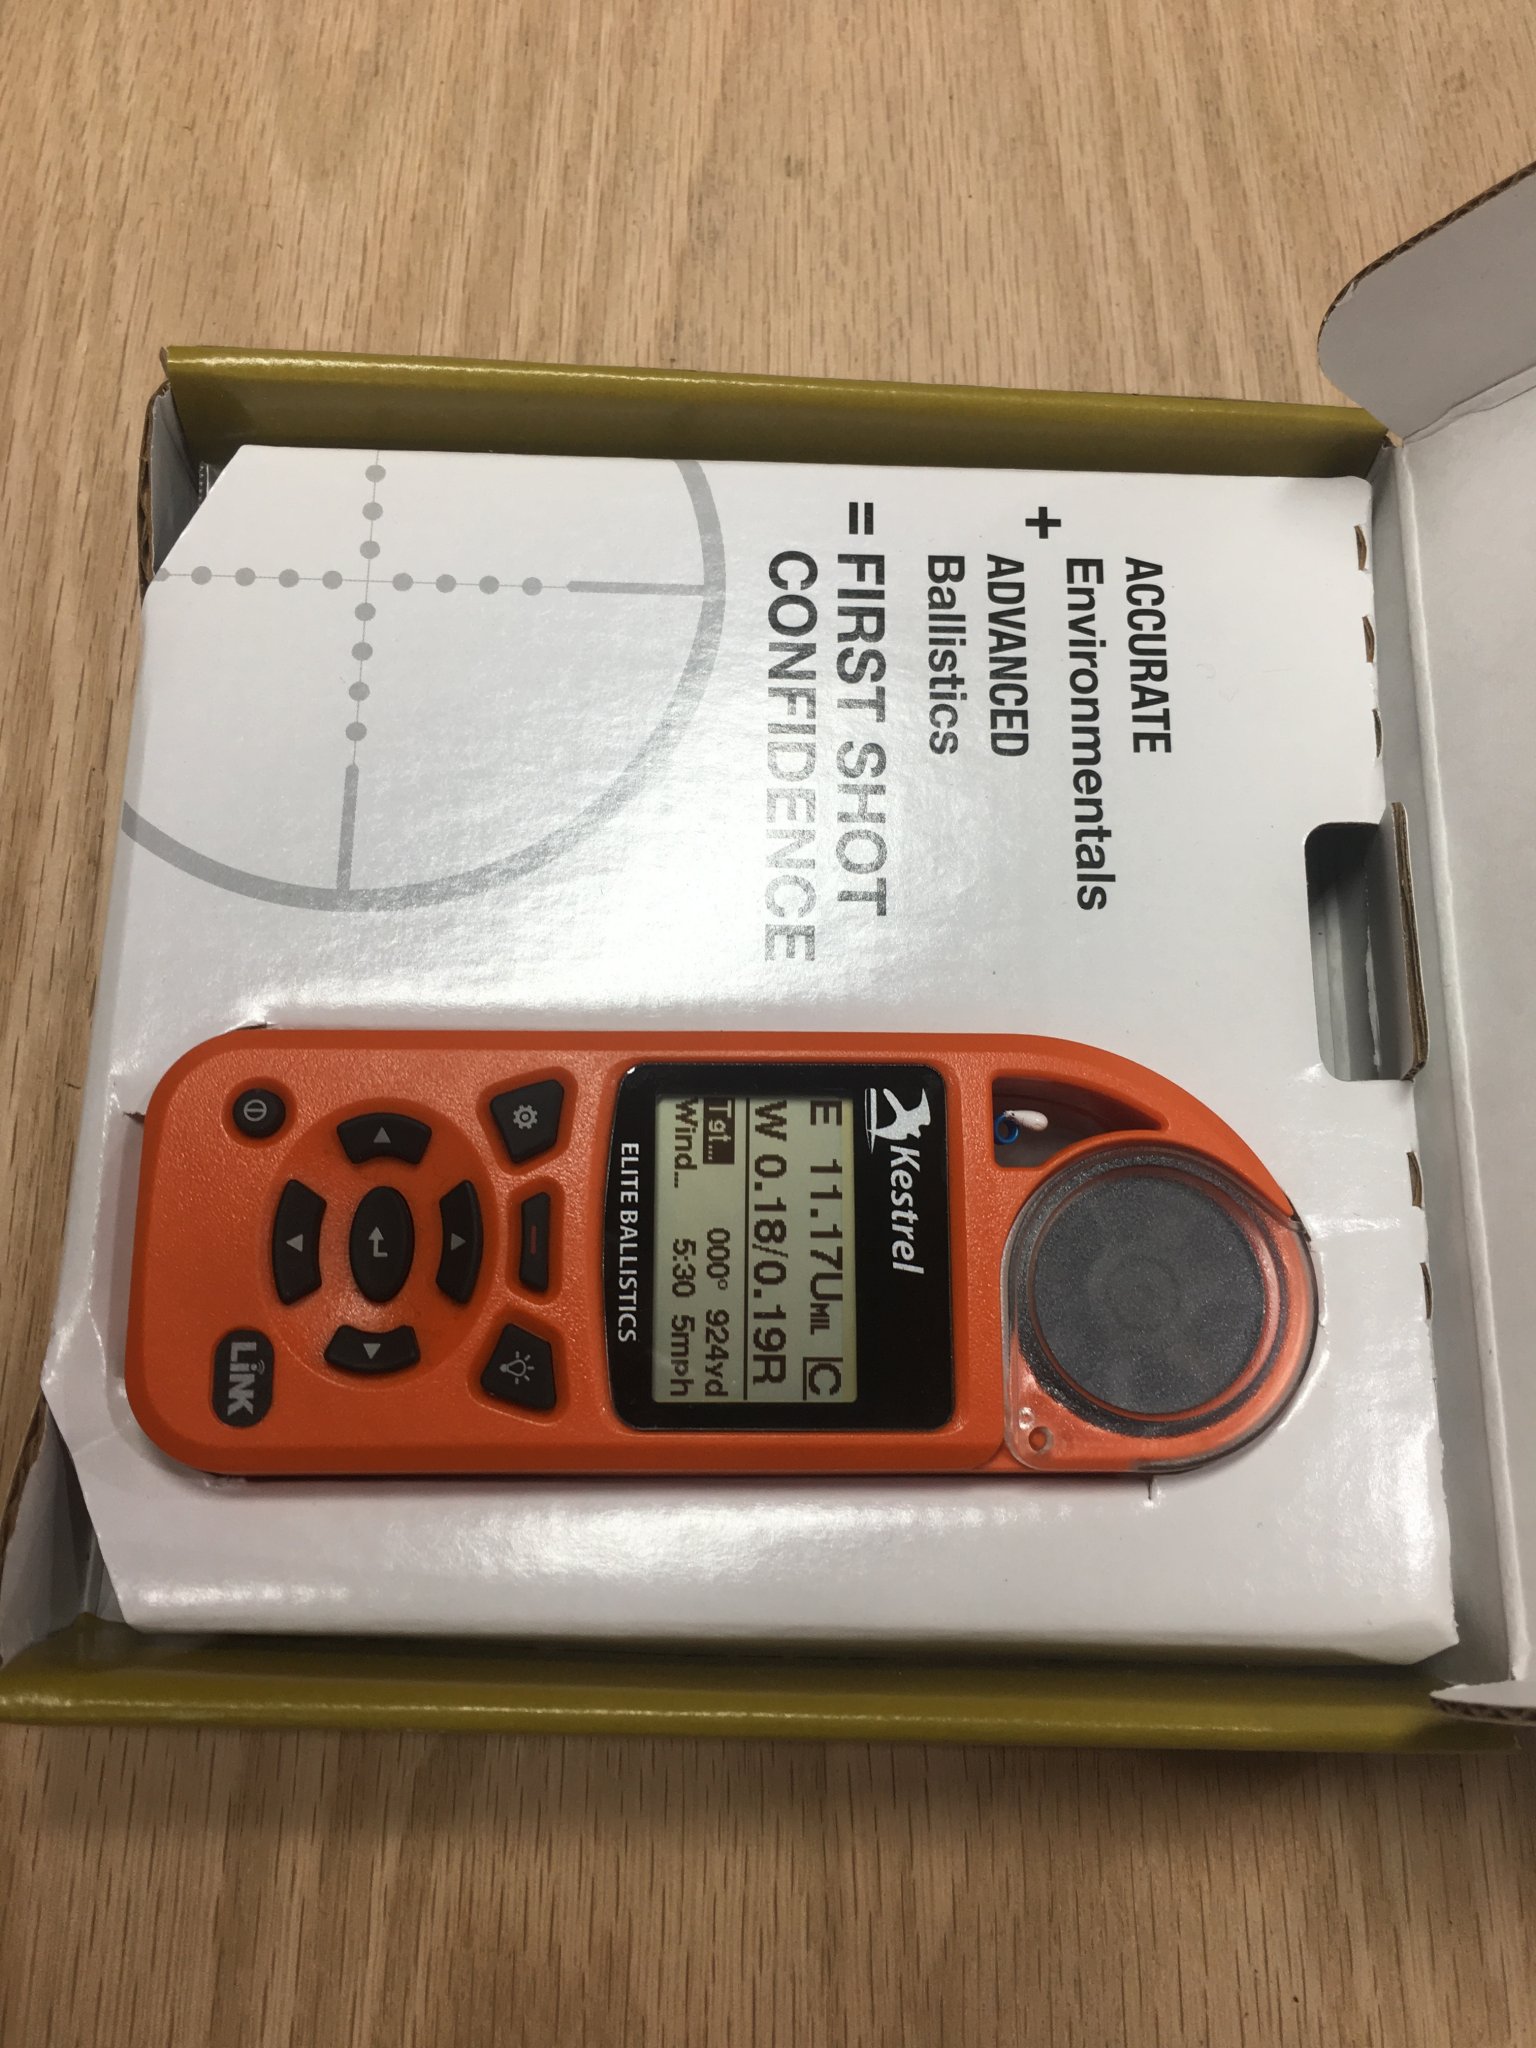 ACCURATE
Environmentals
+ ADVANCED
Ballistics
= FIRST SHOT
CONFIDENCE
Kestrel
E 11.17UMIL C
W 0.18/0.19R
Tgt... 000° 924yd
Wind... 5:30 5mph
ELITE BALLISTICS
LiNK